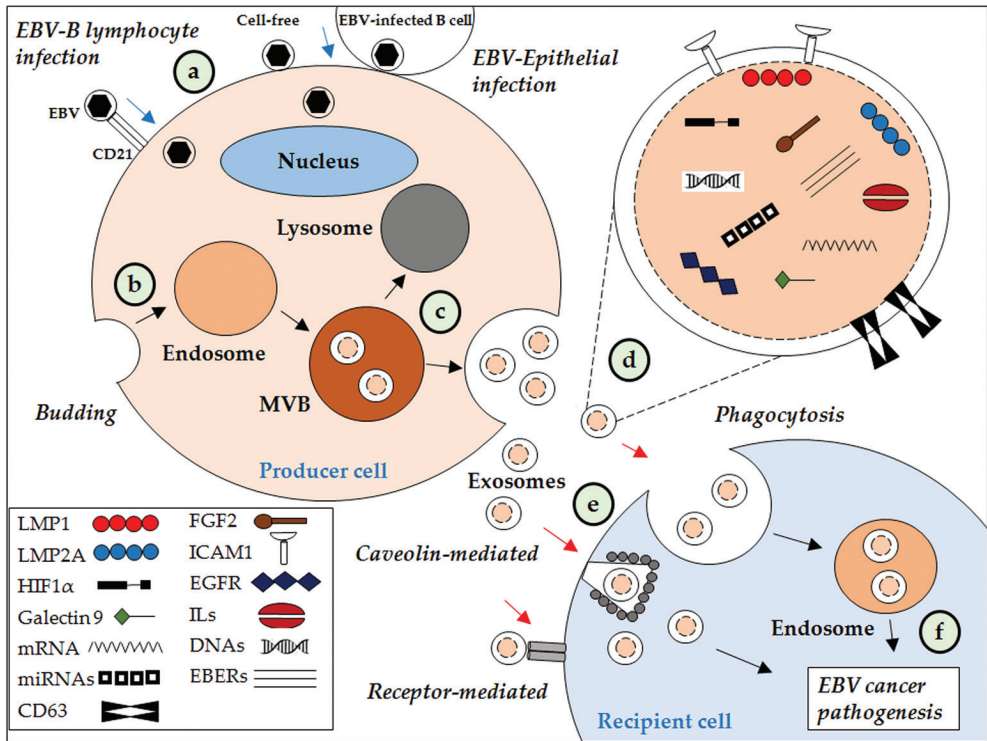 EBV-B lymphocyte
infection
a
Cell-free
EBV-infected B cell
EBV-Epithelial
infection
EBV
CD21
Nucleus
Lysosome
b
c
Endosome
MVB
Budding
Producer cell
d
Exosomes
Phagocytosis
e
Caveolin-mediated
Receptor-mediated
Endosome
f
EBV cancer
pathogenesis
Recipient cell
LMP1
LMP2A
HIF1α
Galectin 9
mRNA
miRNAs
CD63
FGF2
ICAM1
EGFR
ILs
DNAs
EBERs